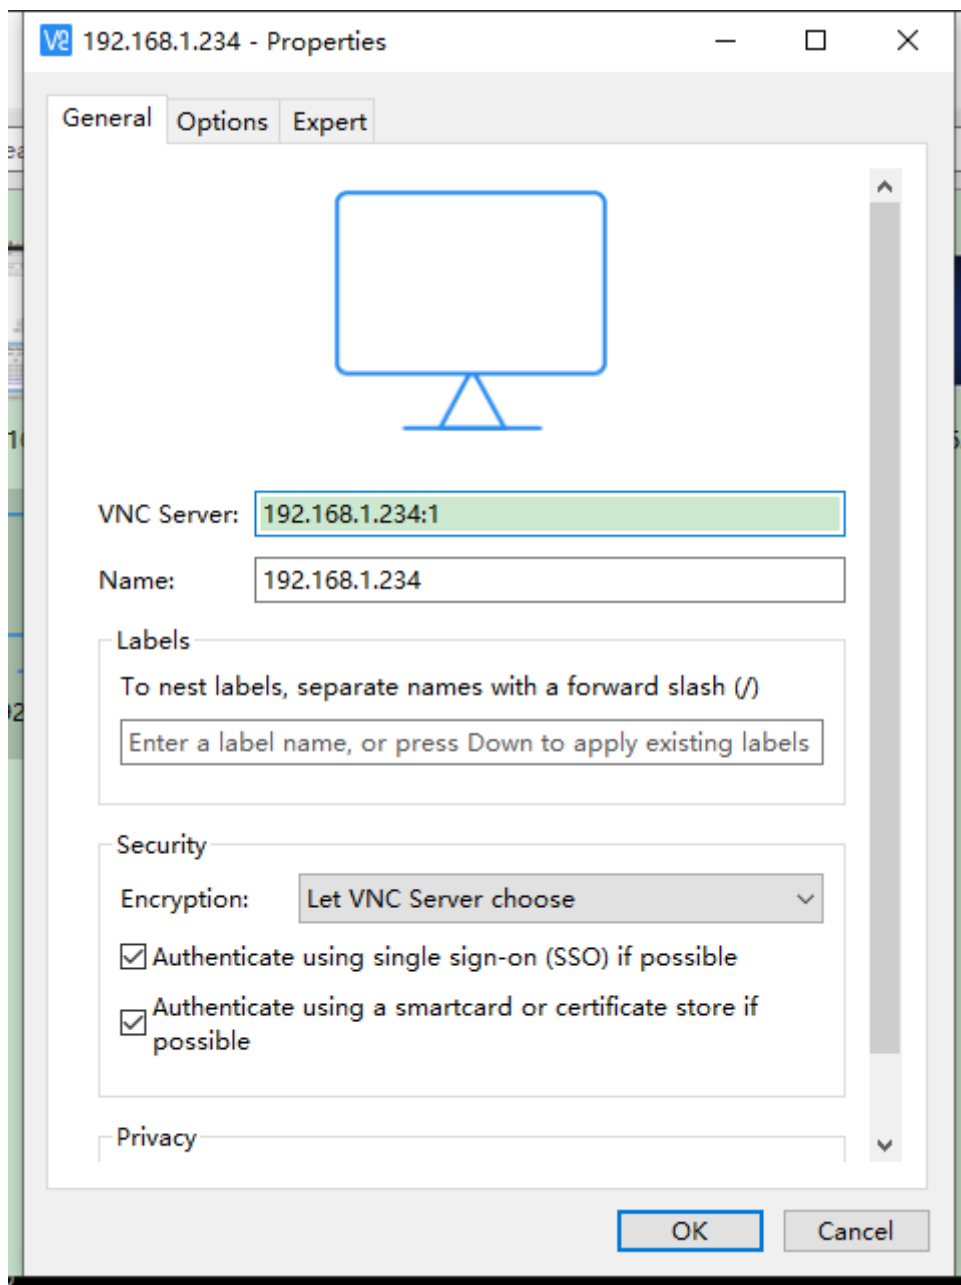 192.168.1.234 - Properties
General Options Expert
VNC Server: 192.168.1.234:1
Name: 192.168.1.234
Labels
To nest labels, separate names with a forward slash (/)
Enter a label name, or press Down to apply existing labels
Security
Encryption: Let VNC Server choose
Authenticate using single sign-on (SSO) if possible
Authenticate using a smartcard or certificate store if
possible
Privacy
OK Cancel